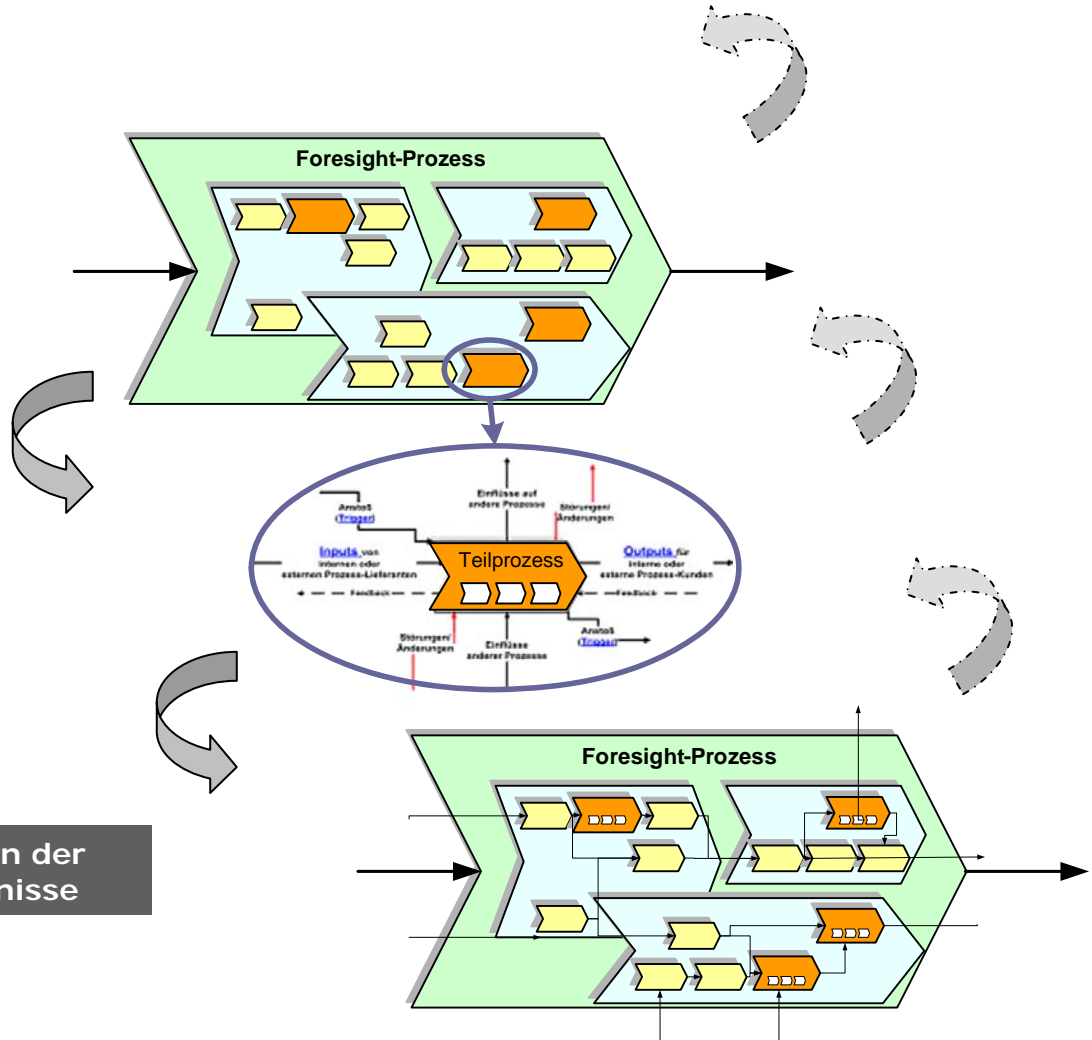 Foresight-Prozess
Einflüsse auf
andere Prozesse
Störungen/
Änderungen
Anstoß
(Trigger)
Inputs von
internen oder
externen Prozess-Lieferanten
Feedback
Teilprozess
Outputs für
interne oder
externe Prozess-Kunden
Feedback
Störungen/
Änderungen
Einflüsse
anderer Prozesse
Anstoß
(Trigger)
Foresight-Prozess
n der
nisse